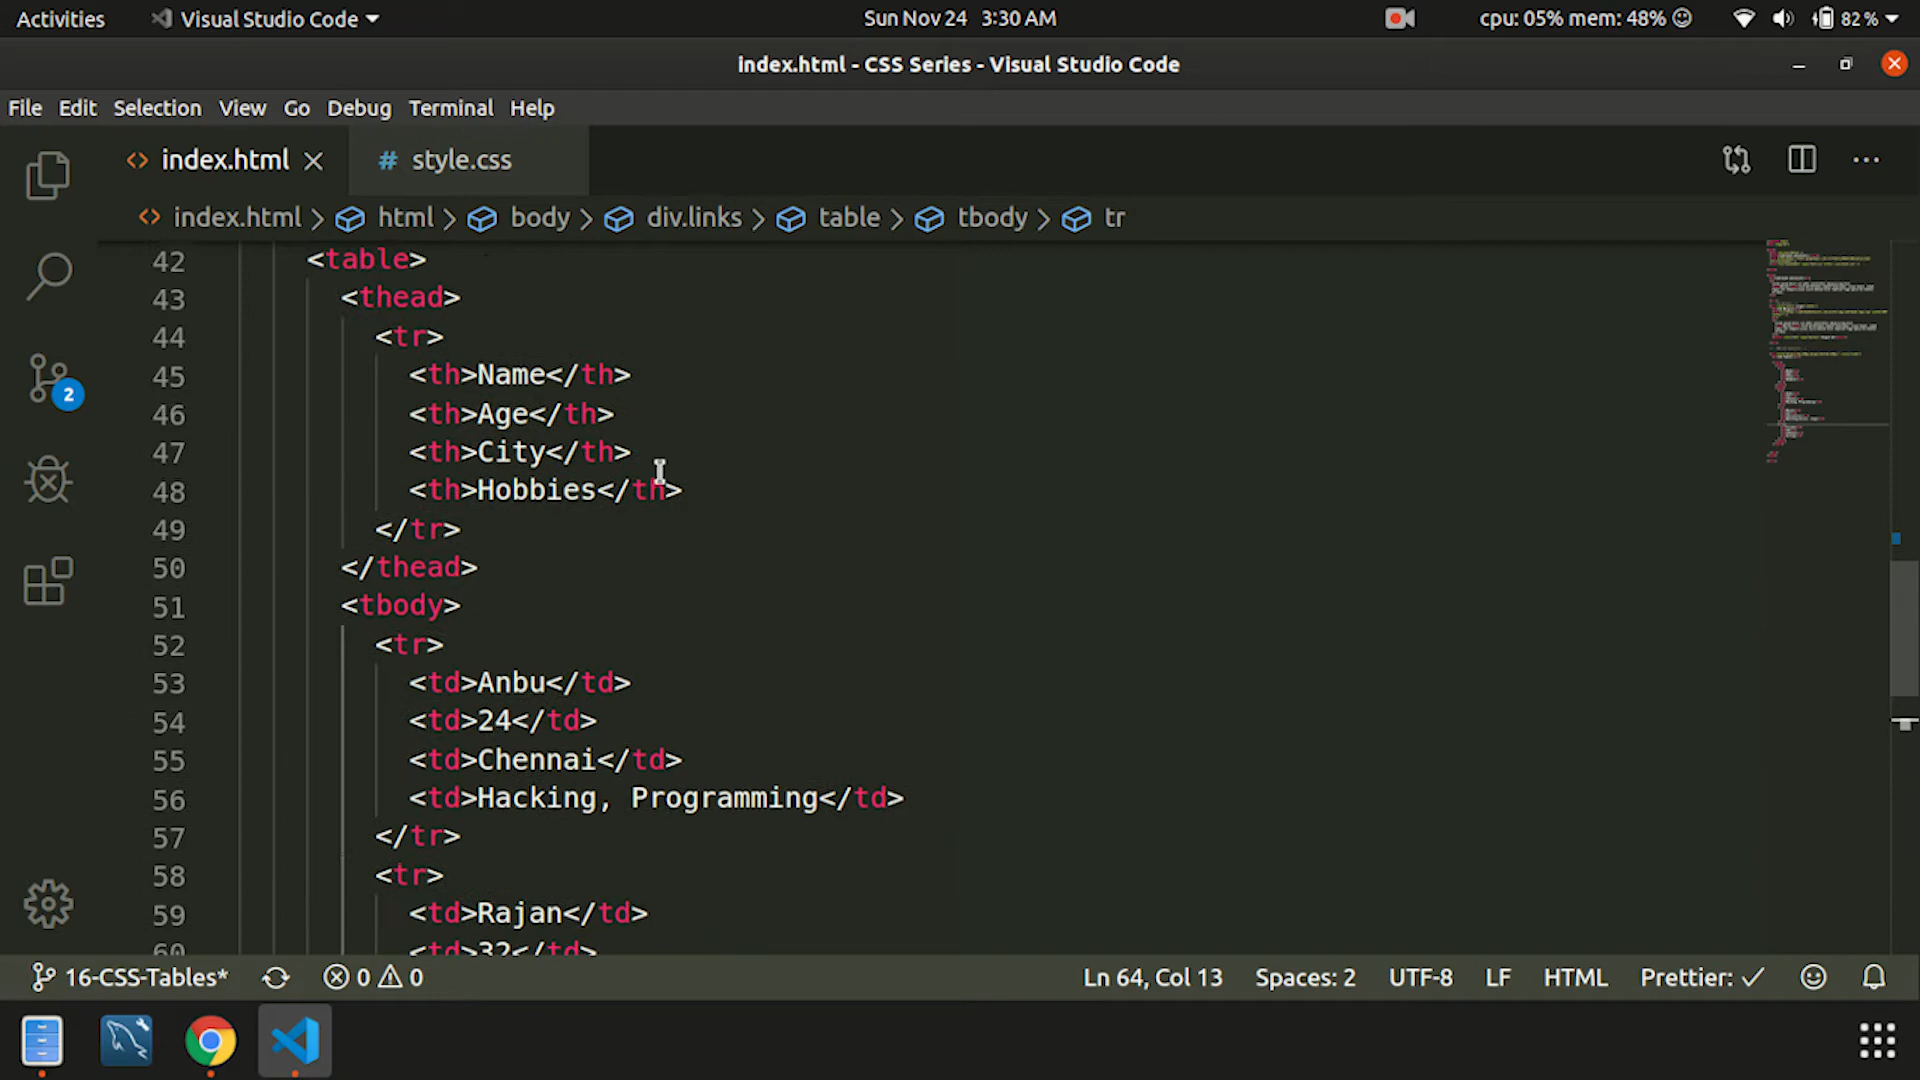 Activities Visual Studio Code Sun Nov 24 3:30 AM cpu: 05% mem: 48% 82 %
index.html - CSS Series - Visual Studio Code
File Edit Selection View Go Debug Terminal Help
index.html style.css
index.html > html > body > div.links > table > tbody > tr
42 <table>
43 <thead>
44 <tr>
45 <th>Name</th>
46 <th>Age</th>
47 <th>City</th>
48 <th>Hobbies</th>
49 </tr>
50 </thead>
51 <tbody>
52 <tr>
53 <td>Anbu</td>
54 <td>24</td>
55 <td>Chennai</td>
56 <td>Hacking, Programming</td>
57 </tr>
58 <tr>
59 <td>Rajan</td>
60 <td>32</td>
2
16-CSS-Tables* 0 0 Ln 64, Col 13 Spaces: 2 UTF-8 LF HTML Prettier: ✓